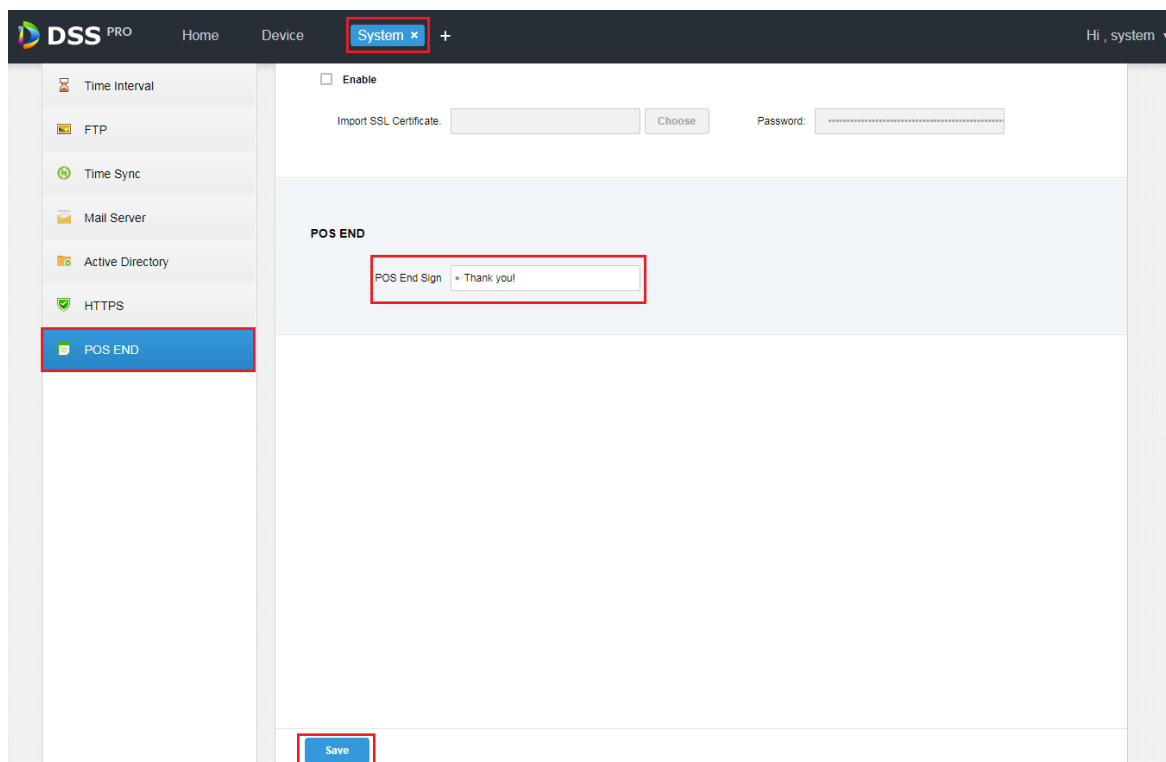 DSS PRO Home Device System × + Hi , system
Time Interval
FTP
Time Sync
Mail Server
Active Directory
HTTPS
POS END
Enable
Import SSL Certificate. Choose Password:
POS END
POS End Sign * Thank you!
Save